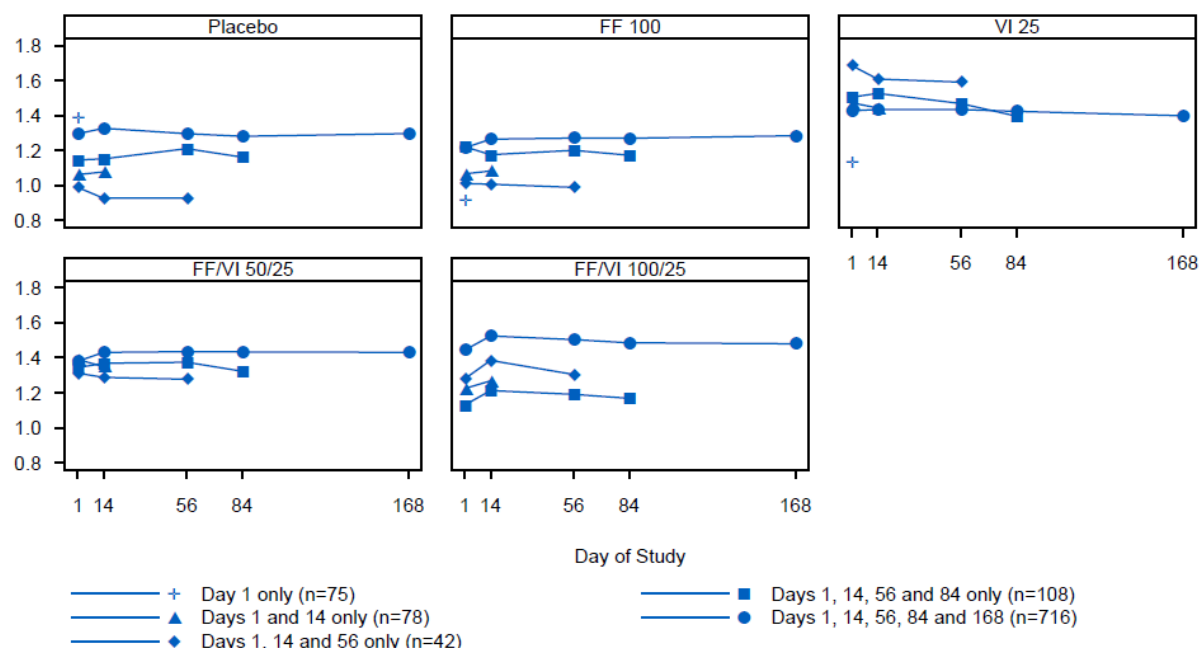 Placebo FF 100 VI 25
1.8
1.6
1.4
1.2
1.0
0.8
1 14 56 84 168
FF/VI 50/25 FF/VI 100/25
1.8
1.6
1.4
1.2
1.0
0.8
1 14 56 84 168 1 14 56 84 168
Day of Study
Day 1 only (n=75) Days 1, 14, 56 and 84 only (n=108)
Days 1 and 14 only (n=78) Days 1, 14, 56, 84 and 168 (n=716)
Days 1, 14 and 56 only (n=42)